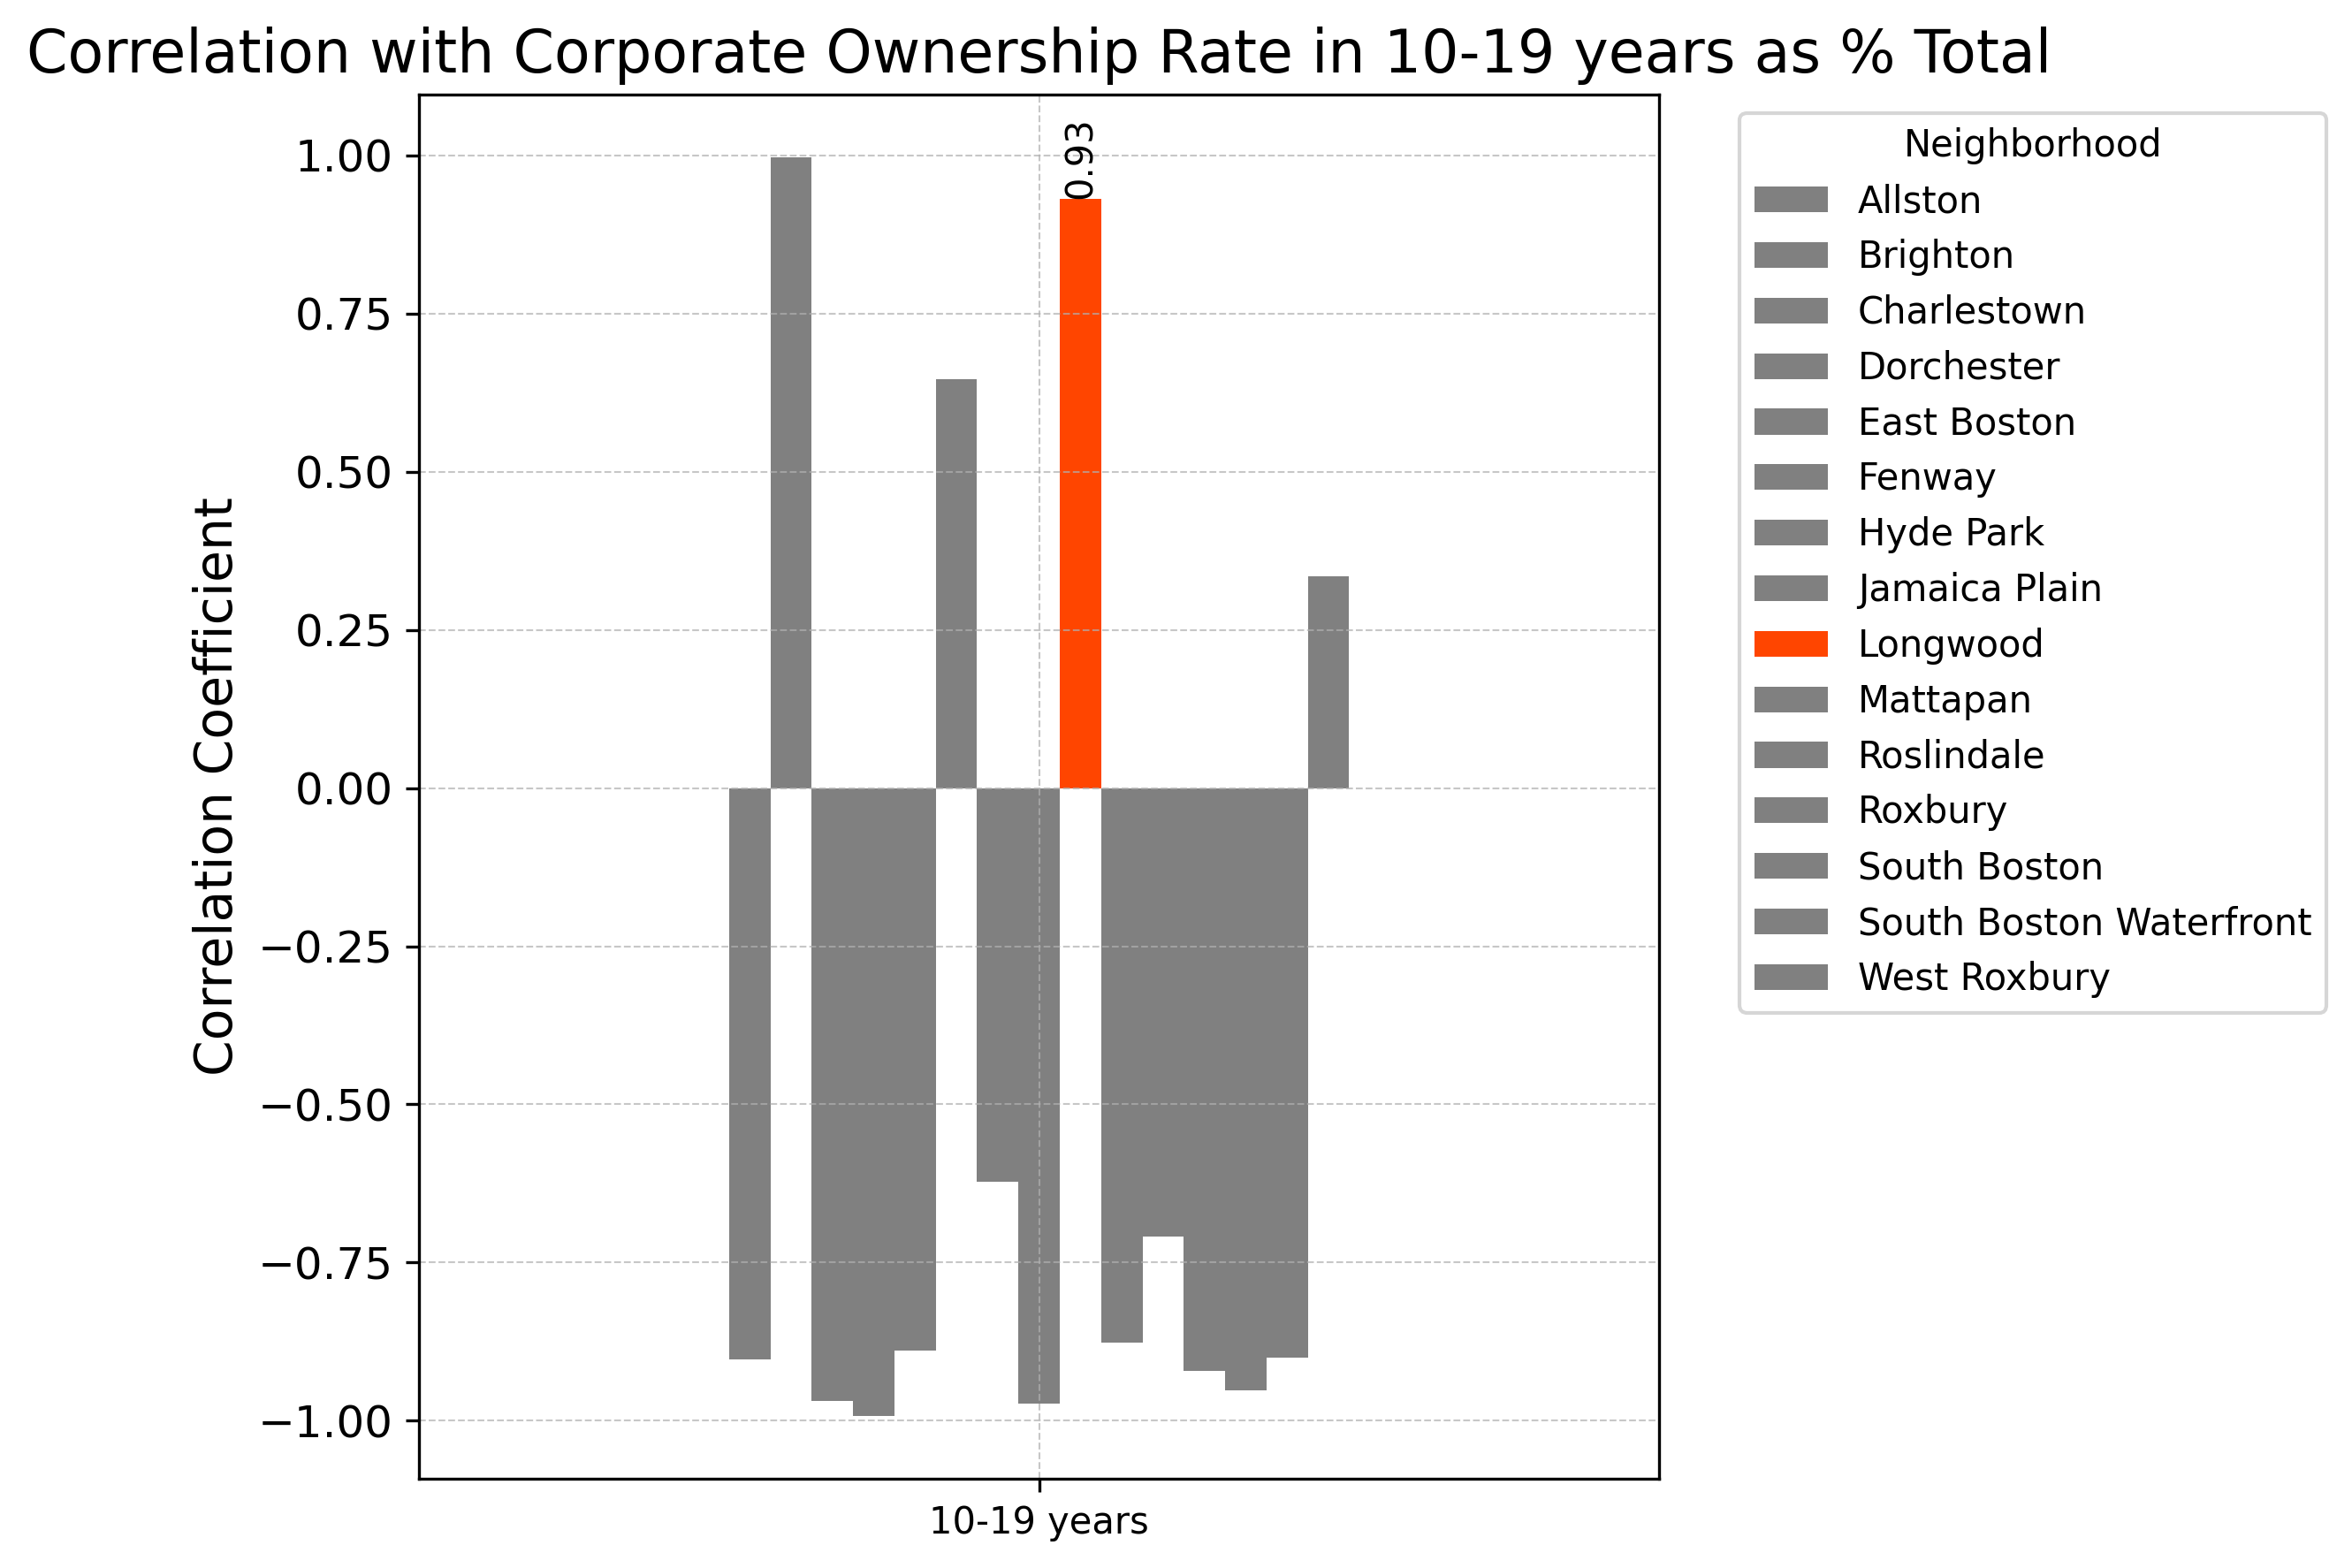 Correlation with Corporate Ownership Rate in 10-19 years as % Total
Correlation Coefficient
1.00
0.75
0.50
0.25
0.00
−0.25
−0.50
−0.75
−1.00
0.93
10-19 years
Neighborhood
Allston
Brighton
Charlestown
Dorchester
East Boston
Fenway
Hyde Park
Jamaica Plain
Longwood
Mattapan
Roslindale
Roxbury
South Boston
South Boston Waterfront
West Roxbury